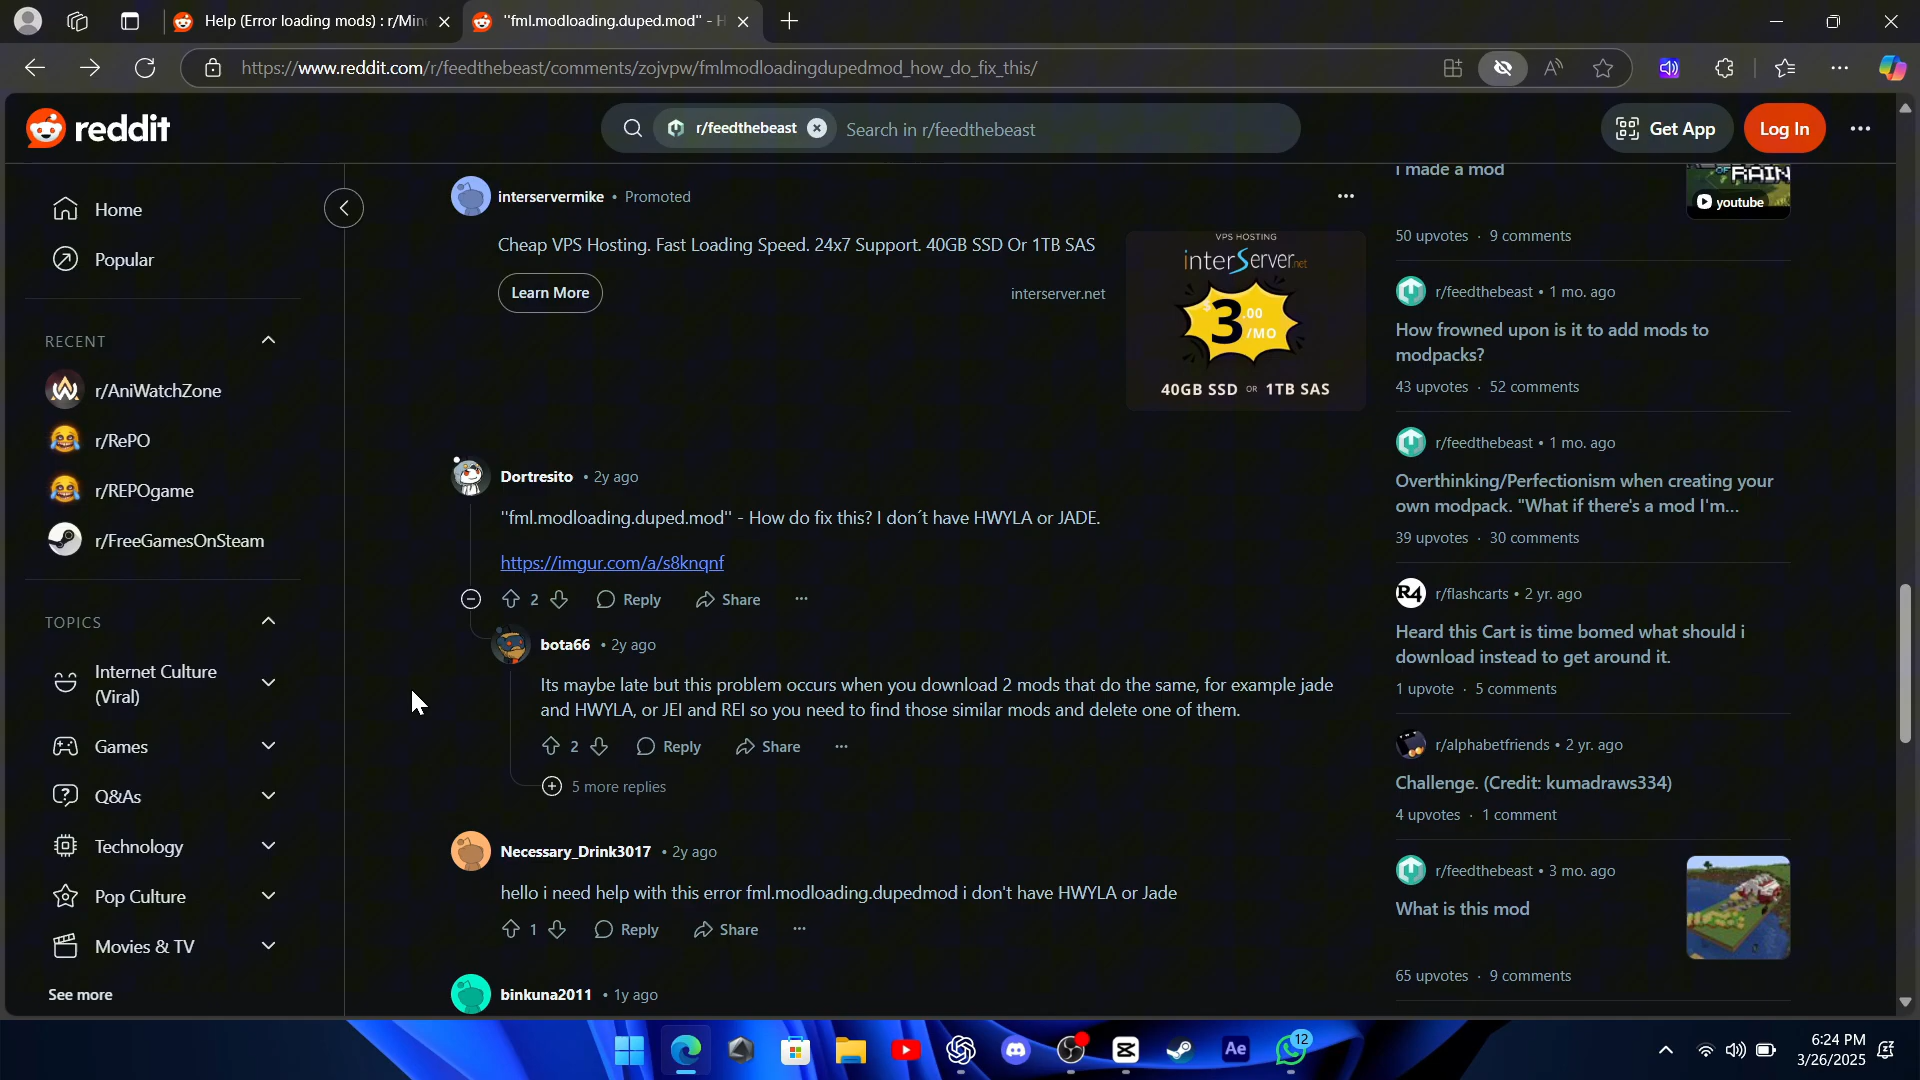 Help (Error loading mods) : r/Min
"fml.modloading.duped.mod" - H
https://www.reddit.com/r/feedthebeast/comments/zojvpw/fmlmodloadingdupedmod_how_do_fix_this/
reddit
r/feedthebeast
Search in r/feedthebeast
Get App
Log In
Home
Popular
RECENT
r/AniWatchZone
r/RePO
r/REPOgame
r/FreeGamesOnSteam
TOPICS
Internet Culture
(Viral)
Games
Q&As
Technology
Pop Culture
Movies & TV
See more
interservermike • Promoted
Cheap VPS Hosting. Fast Loading Speed. 24x7 Support. 40GB SSD Or 1TB SAS
Learn More
interserver.net
VPS HOSTING
interServer.net
3.00
/MO
40GB SSD OR 1TB SAS
Dortresito • 2y ago
"fml.modloading.duped.mod" - How do fix this? I don´t have HWYLA or JADE.
https://imgur.com/a/s8knqnf
2 Reply Share
bota66 • 2y ago
Its maybe late but this problem occurs when you download 2 mods that do the same, for example jade
and HWYLA, or JEI and REI so you need to find those similar mods and delete one of them.
2 Reply Share
5 more replies
Necessary_Drink3017 • 2y ago
hello i need help with this error fml.modloading.dupedmod i don't have HWYLA or Jade
1 Reply Share
binkuna2011 • 1y ago
i made a mod
RAIN
youtube
50 upvotes · 9 comments
r/feedthebeast • 1 mo. ago
How frowned upon is it to add mods to
modpacks?
43 upvotes · 52 comments
r/feedthebeast • 1 mo. ago
Overthinking/Perfectionism when creating your
own modpack. "What if there's a mod I'm...
39 upvotes · 30 comments
R4
r/flashcarts • 2 yr. ago
Heard this Cart is time bomed what should i
download instead to get around it.
1 upvote · 5 comments
r/alphabetfriends • 2 yr. ago
Challenge. (Credit: kumadraws334)
4 upvotes · 1 comment
r/feedthebeast • 3 mo. ago
What is this mod
65 upvotes · 9 comments
Ae
12
6:24 PM
3/26/2025